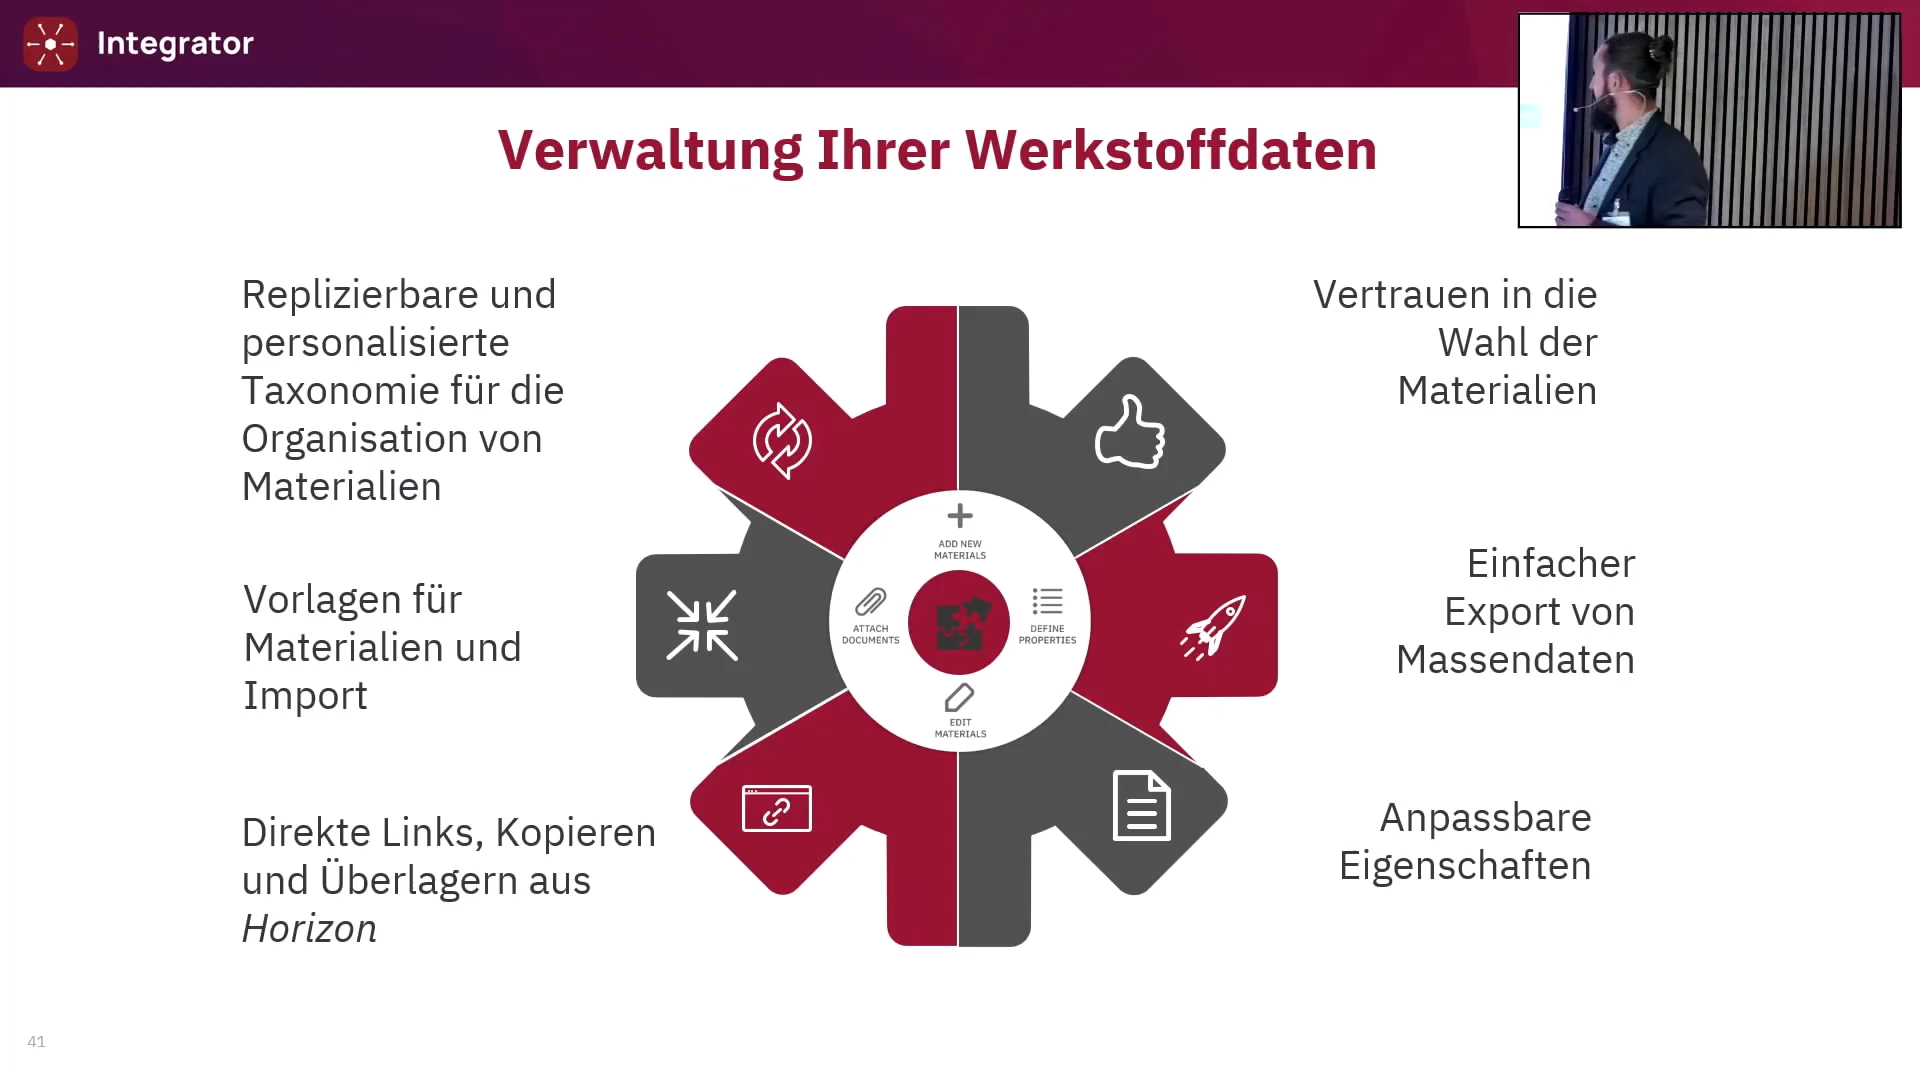 Integrator
Verwaltung Ihrer Werkstoffdaten
Replizierbare und
personalisierte
Taxonomie für die
Organisation von
Materialien
Vorlagen für
Materialien und
Import
Direkte Links, Kopieren
und Überlagern aus
Horizon
ADD NEW
MATERIALS
ATTACH
DOCUMENTS
DEFINE
PROPERTIES
EDIT
MATERIALS
Vertrauen in die
Wahl der
Materialien
Einfacher
Export von
Massendaten
Anpassbare
Eigenschaften
41